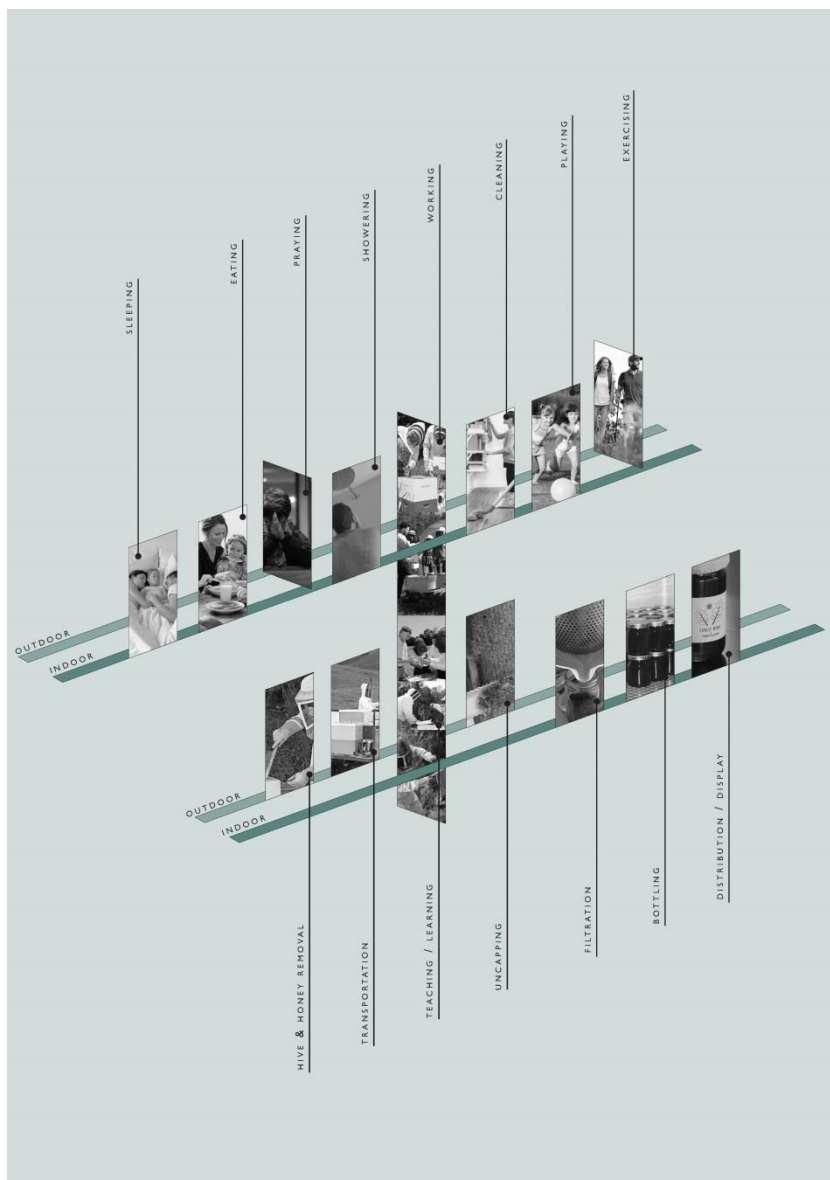 SLEEPING
EATING
PRAYING
SHOWERING
WORKING
CLEANING
PLAYING
EXERCISING
OUTDOOR
INDOOR
OUTDOOR
INDOOR
HIVE & HONEY REMOVAL
TRANSPORTATION
TEACHING / LEARNING
UNCAPPING
FILTRATION
BOTTLING
DISTRIBUTION / DISPLAY